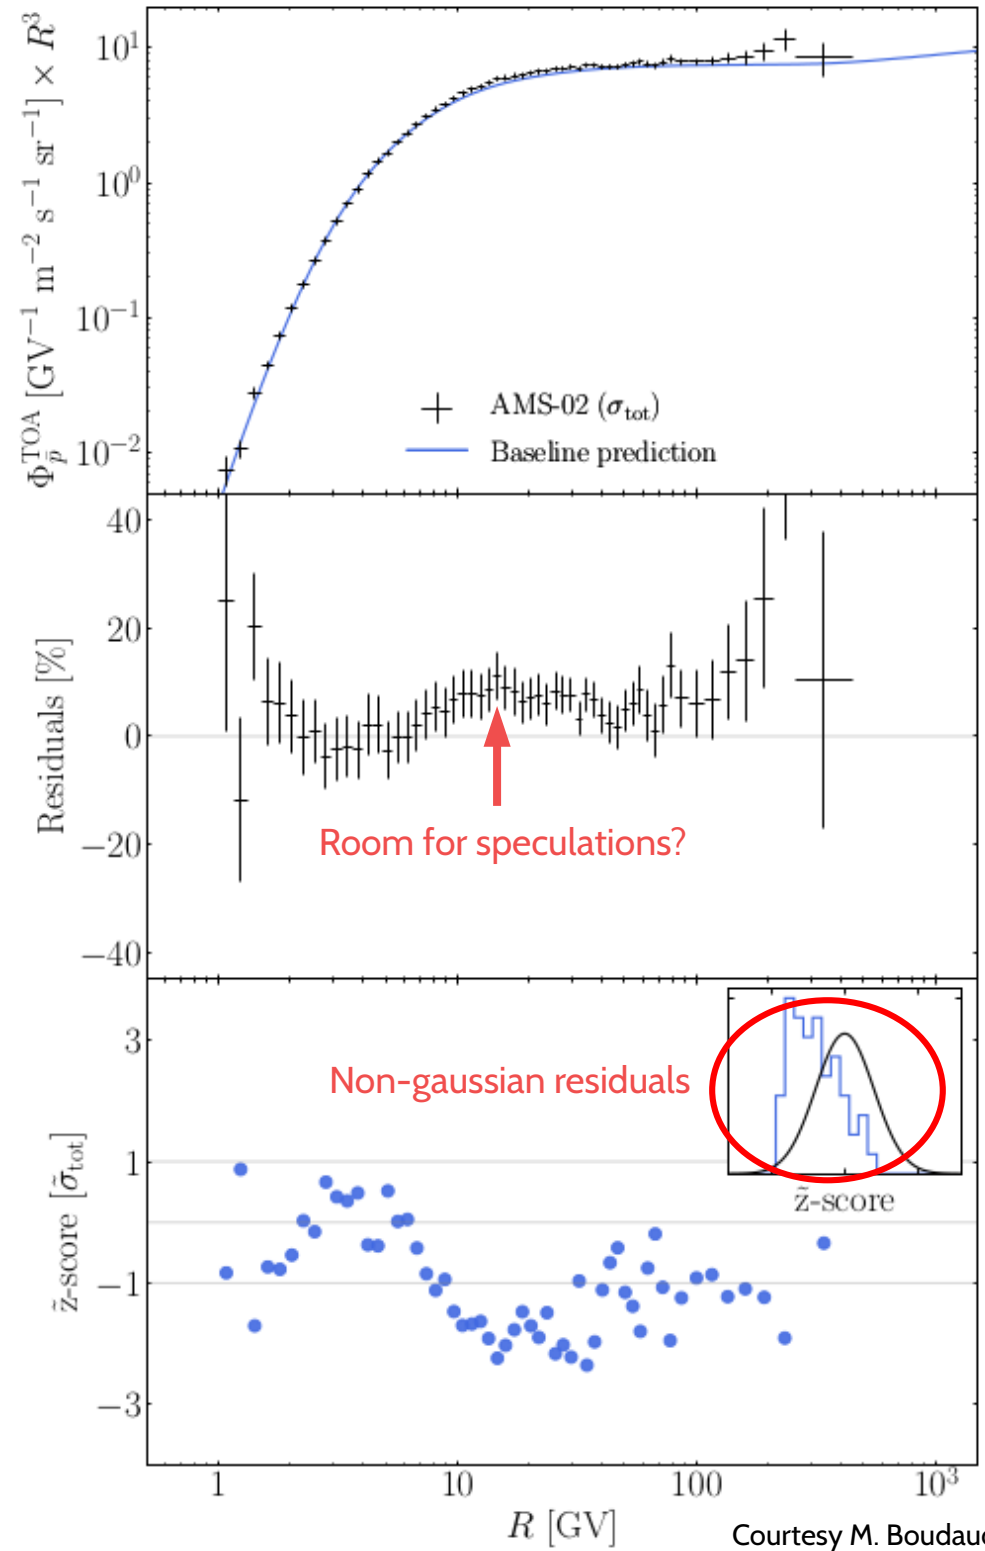 Φ_p̄^TOA [GV⁻¹ m⁻² s⁻¹ sr⁻¹] × R³
10¹
10⁰
10⁻¹
10⁻²
AMS-02 (σ_tot)
Baseline prediction
Residuals [%]
40
20
0
−20
−40
Room for speculations?
z̃-score [σ̃_tot]
3
1
−1
−3
Non-gaussian residuals
z̃-score
1
10
100
10³
R [GV]
Courtesy M. Boudau